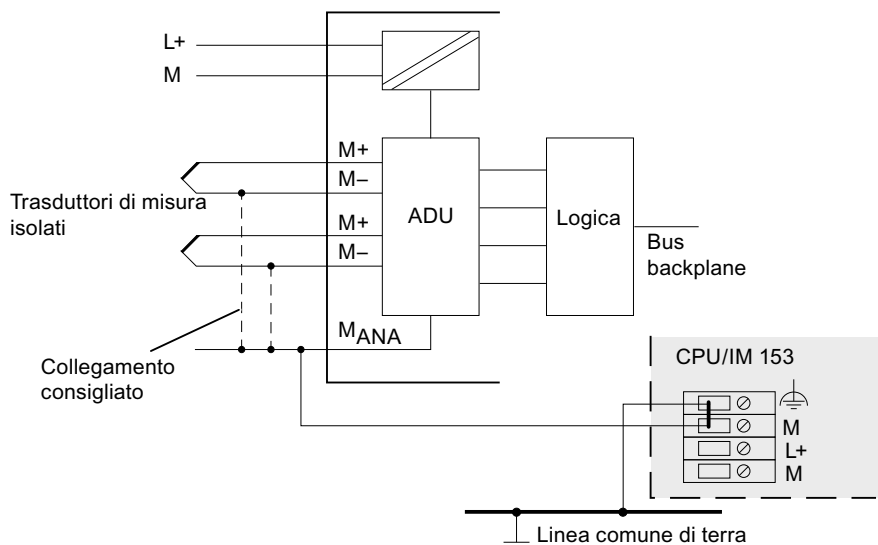 L+
M
M+
M–
Trasduttori di misura
isolati
M+
M–
ADU
Logica
Bus
backplane
MANA
Collegamento
consigliato
CPU/IM 153
M
L+
M
Linea comune di terra